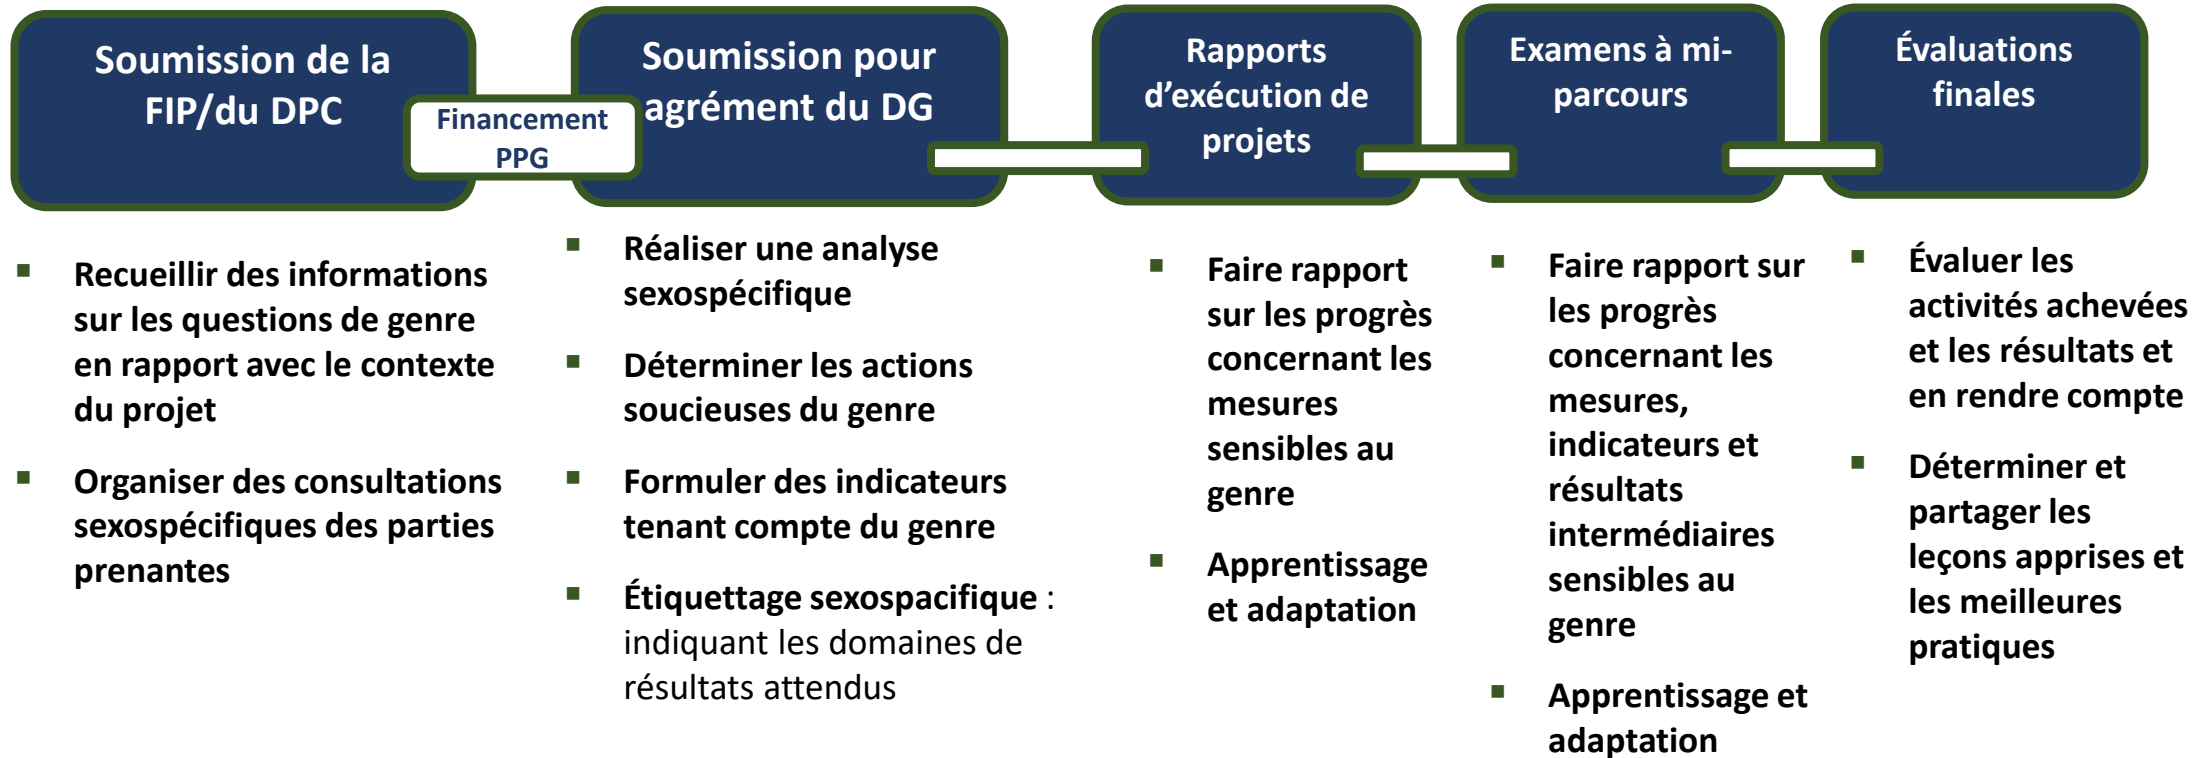 Soumission de la
FIP/du DPC
Financement
PPG
Soumission pour
agrément du DG
Rapports
d’exécution de
projets
Examens à mi-
parcours
Évaluations
finales
▪ Recueillir des informations
sur les questions de genre
en rapport avec le contexte
du projet
▪ Organiser des consultations
sexospécifiques des parties
prenantes
▪ Réaliser une analyse
sexospécifique
▪ Déterminer les actions
soucieuses du genre
▪ Formuler des indicateurs
tenant compte du genre
▪ Étiquettage sexospacifique :
indiquant les domaines de
résultats attendus
▪ Faire rapport
sur les progrès
concernant les
mesures
sensibles au
genre
▪ Apprentissage
et adaptation
▪ Faire rapport sur
les progrès
concernant les
mesures,
indicateurs et
résultats
intermédiaires
sensibles au
genre
▪ Apprentissage et
adaptation
▪ Évaluer les
activités achevées
et les résultats et
en rendre compte
▪ Déterminer et
partager les
leçons apprises et
les meilleures
pratiques